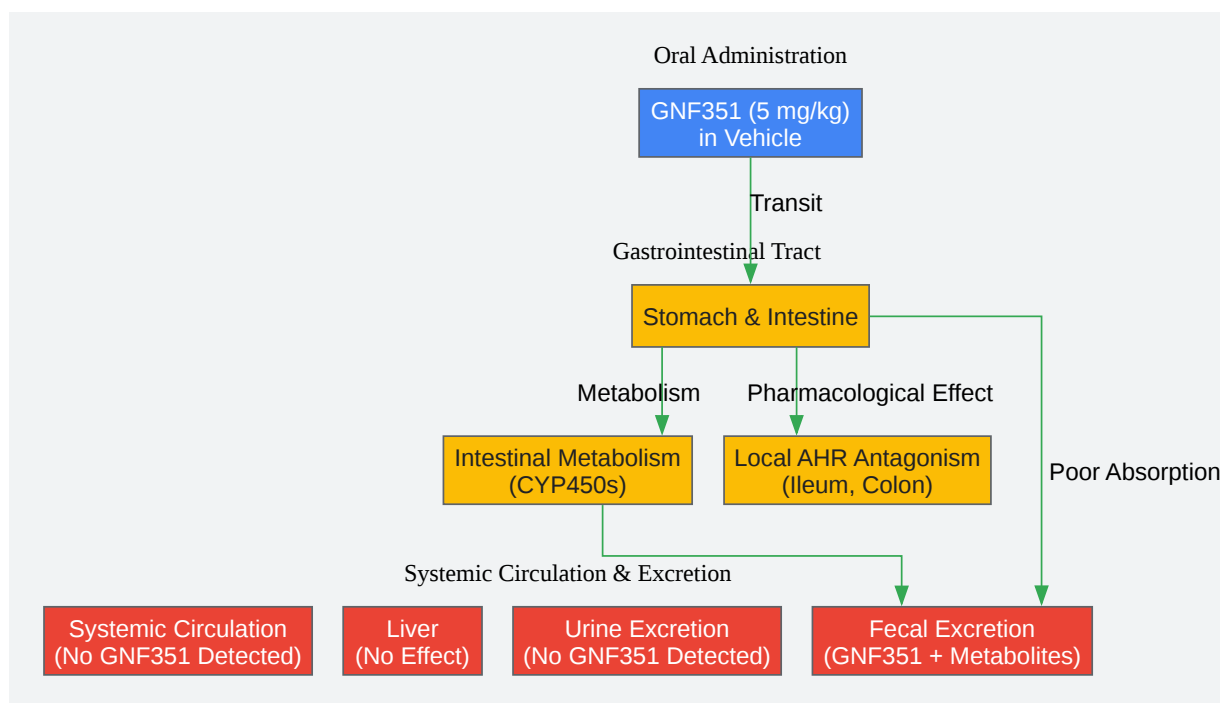 Oral Administration
GNF351 (5 mg/kg)
in Vehicle
Transit
Gastrointestinal Tract
Stomach & Intestine
Metabolism
Pharmacological Effect
Intestinal Metabolism
(CYP450s)
Local AHR Antagonism
(Ileum, Colon)
Poor Absorption
Systemic Circulation & Excretion
Systemic Circulation
(No GNF351 Detected)
Liver
(No Effect)
Urine Excretion
(No GNF351 Detected)
Fecal Excretion
(GNF351 + Metabolites)